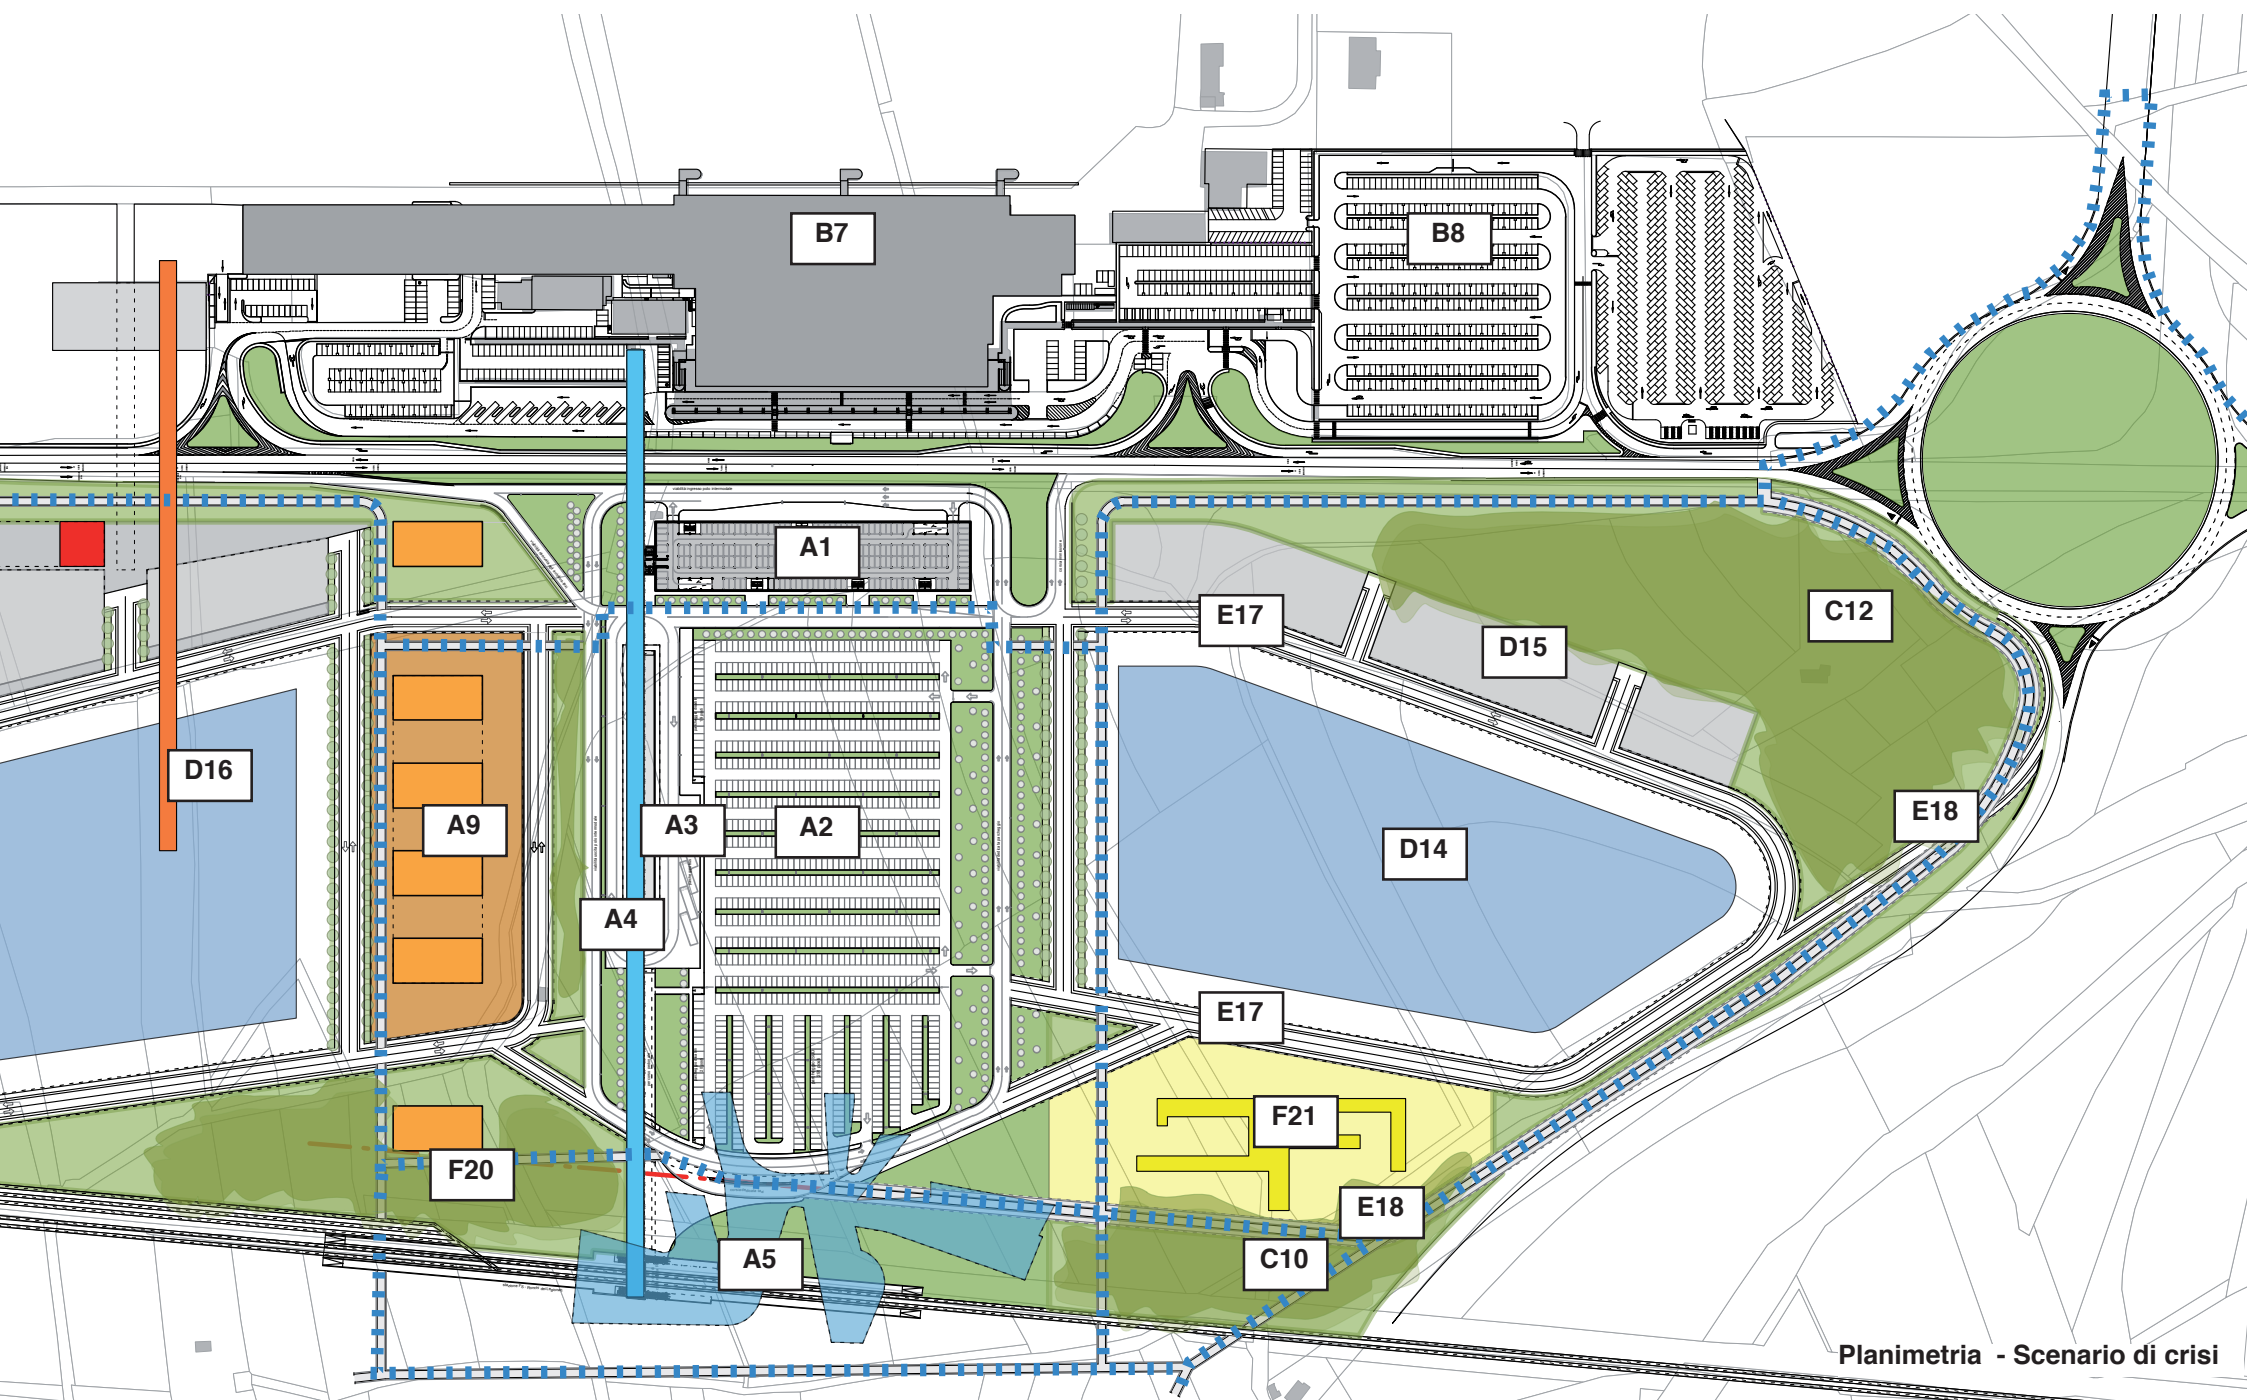 B7
B8
A1
E17
C12
D15
D16
A9
A3
A2
E18
D14
A4
E17
F21
F20
E18
A5
C10
Planimetria - Scenario di crisi